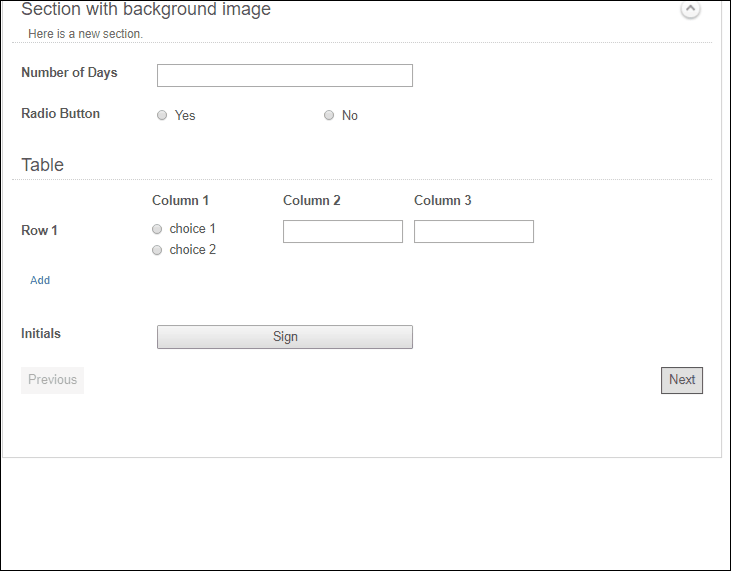 Section with background image
Here is a new section.
Number of Days
Radio Button Yes No
Table
Column 1 Column 2 Column 3
Row 1 choice 1
choice 2
Add
Initials Sign
Previous Next